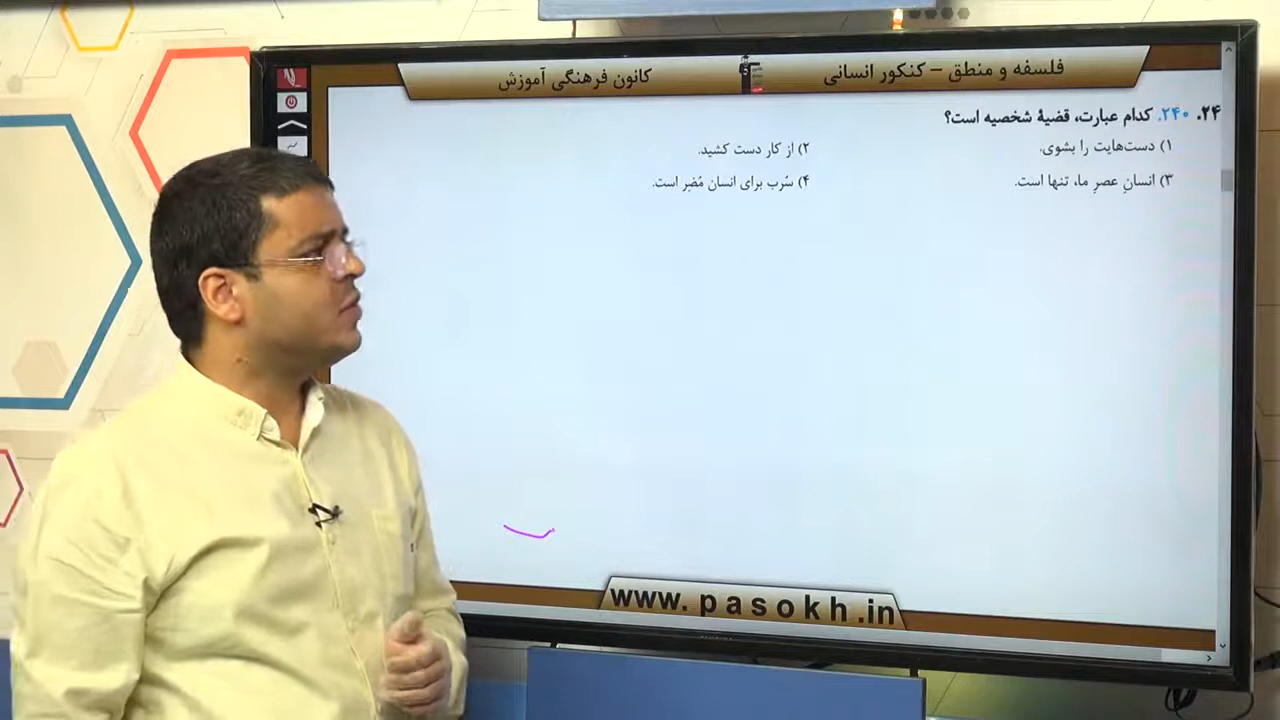 فلسفه و منطق – کنکور انسانی
کانون فرهنگی آموزش
۲۴. ۲۴۰. کدام عبارت، قضیهٔ شخصیه است؟
۱) دست‌هایت را بشوی.
۲) از کار دست کشید.
۳) انسانِ عصرِ ما، تنها است.
۴) سُرب برای انسان مُضِر است.
www.pasokh.in